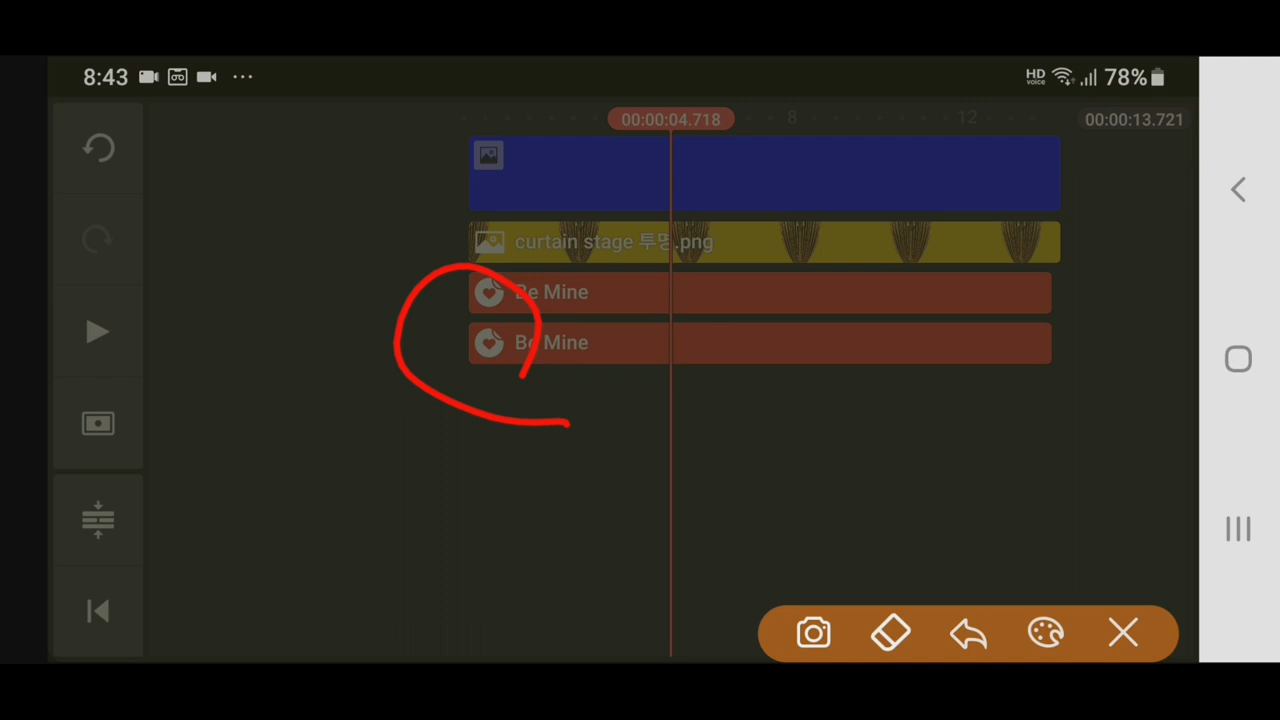 8:43
HD voice 78%
00:00:04.718 8 12 00:00:13.721
curtain stage 투명.png
Be Mine
Be Mine